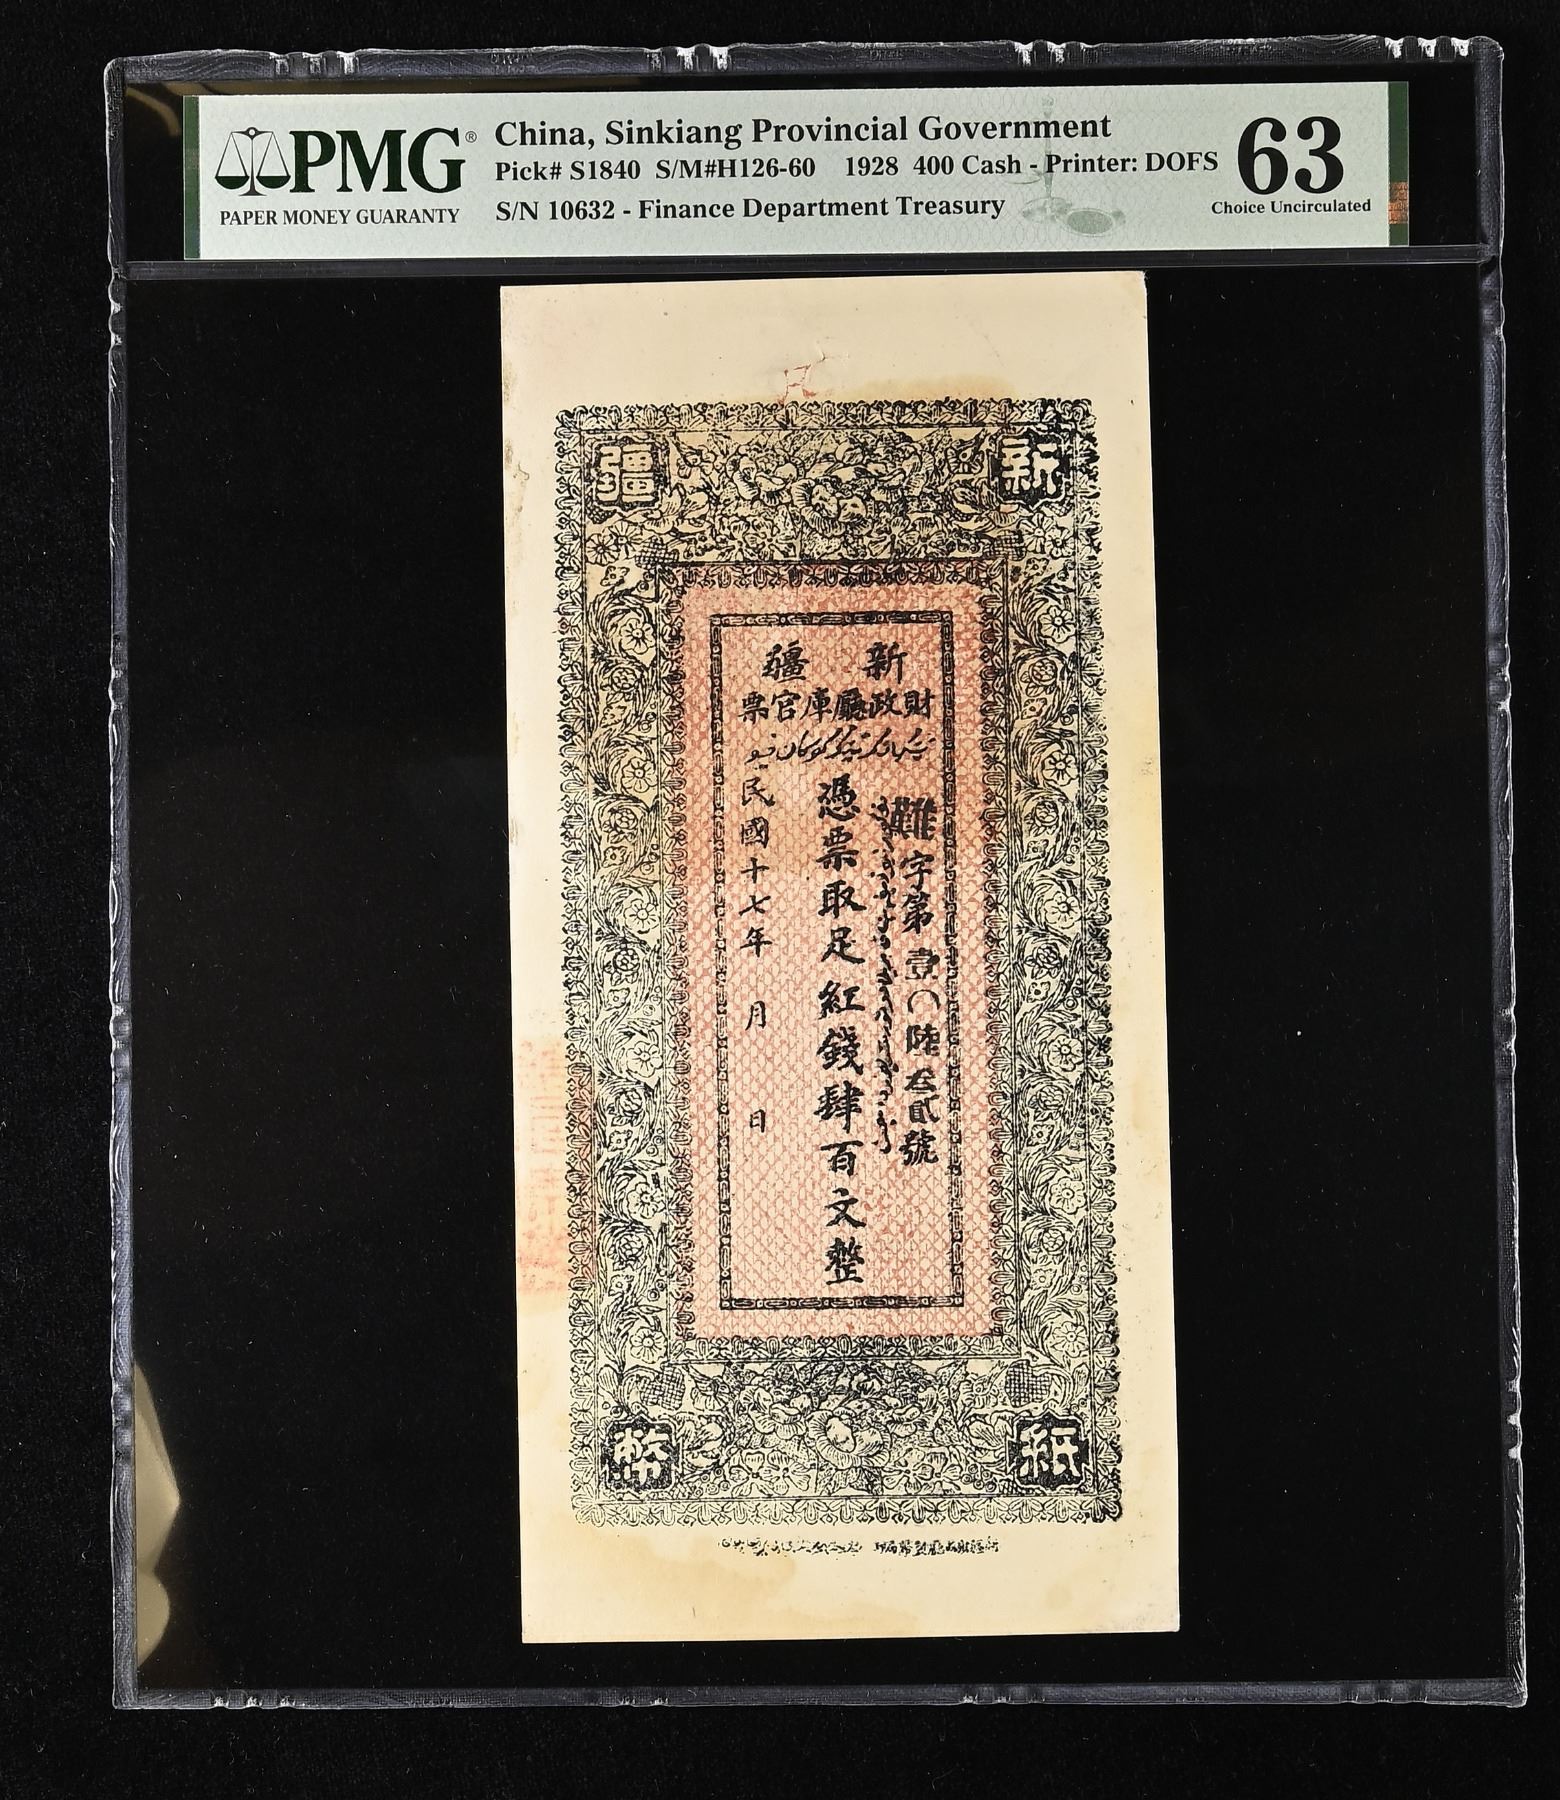 PMG®
PAPER MONEY GUARANTY
China, Sinkiang Provincial Government
Pick# S1840 S/M#H126-60 1928 400 Cash - Printer: DOFS
S/N 10632 - Finance Department Treasury
63
Choice Uncirculated
新疆
紙幣
新疆
財政廳庫官票
字第壹〇陸叁貳號
憑票取足紅錢肆百文整
民國十七年 月 日